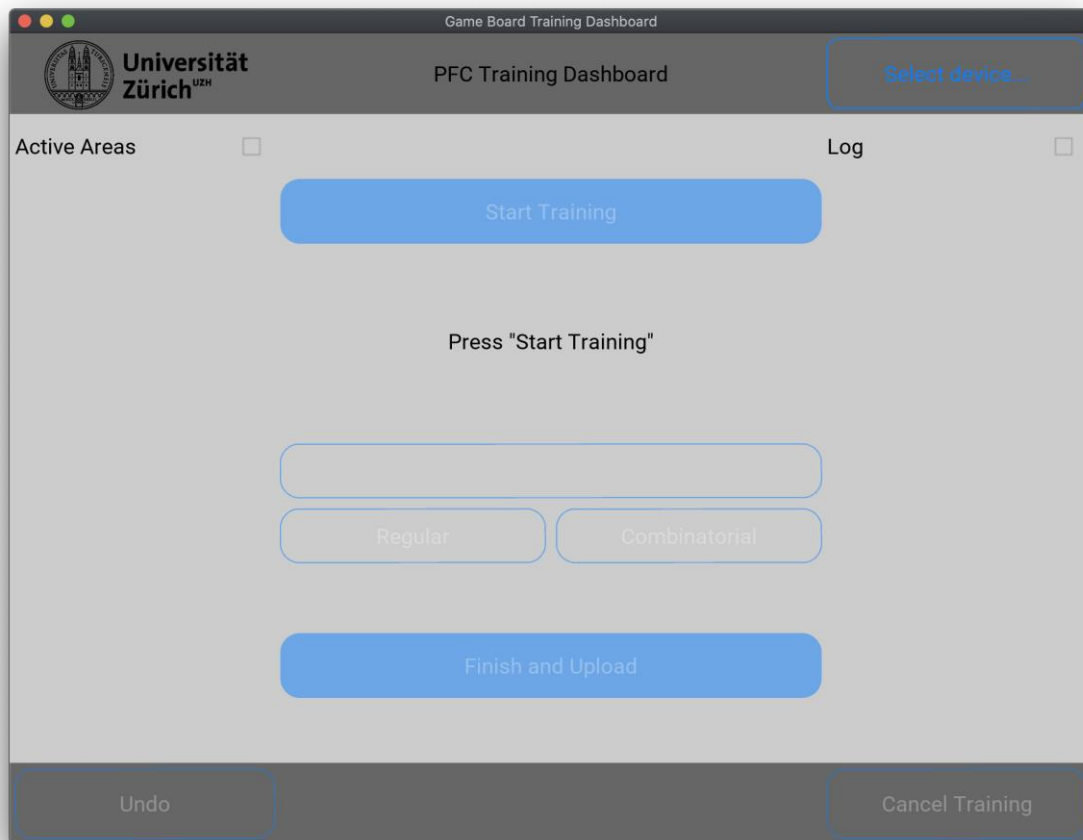 Game Board Training Dashboard
Universität
Zürich UZH
PFC Training Dashboard
Select device...
Active Areas
Log
Start Training
Press "Start Training"
Regular
Combinatorial
Finish and Upload
Undo
Cancel Training